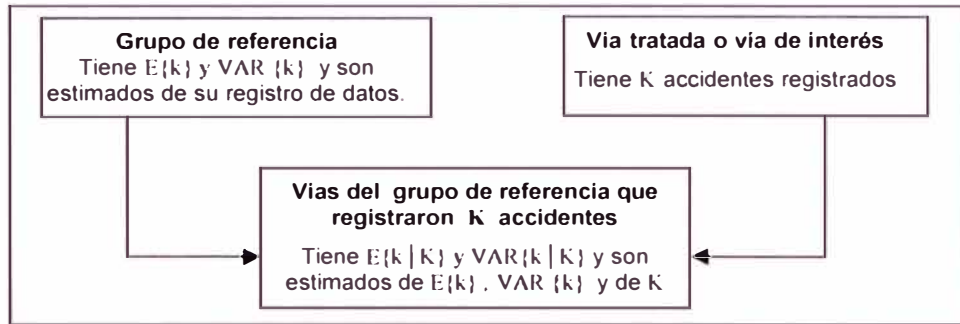 Grupo de referencia
Tiene E{k} y VAR {k} y son
estimados de su registro de datos.
Via tratada o vía de interés
Tiene K accidentes registrados
Vias del grupo de referencia que
registraron K accidentes
Tiene E{k|K} y VAR{k|K} y son
estimados de E{k}, VAR {k} y de K